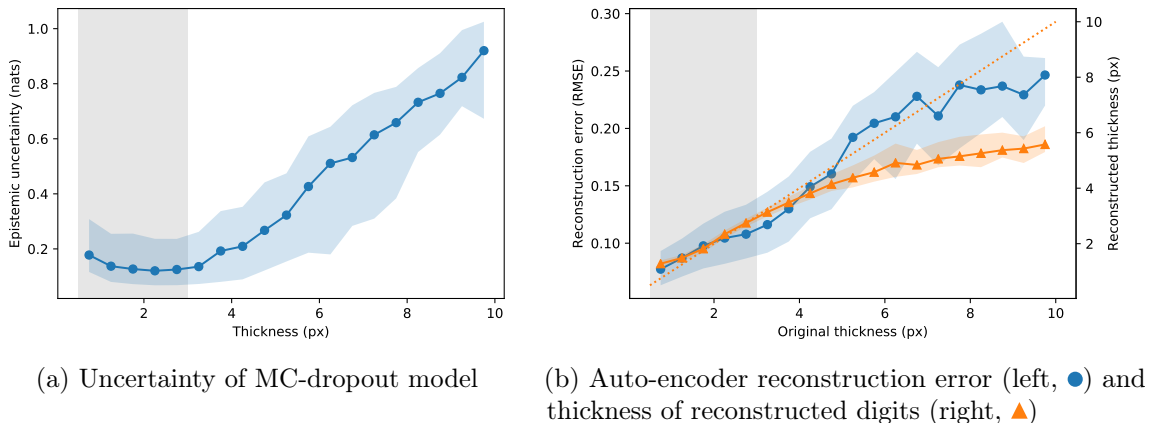 1.0
0.8
0.6
0.4
0.2
Epistemic uncertainty (nats)
2 4 6 8 10
Thickness (px)
0.30
0.25
0.20
0.15
0.10
Reconstruction error (RMSE)
10
8
6
4
2
Reconstructed thickness (px)
2 4 6 8 10
Original thickness (px)
(a) Uncertainty of MC-dropout model
(b) Auto-encoder reconstruction error (left, ●) and
thickness of reconstructed digits (right, ▲)